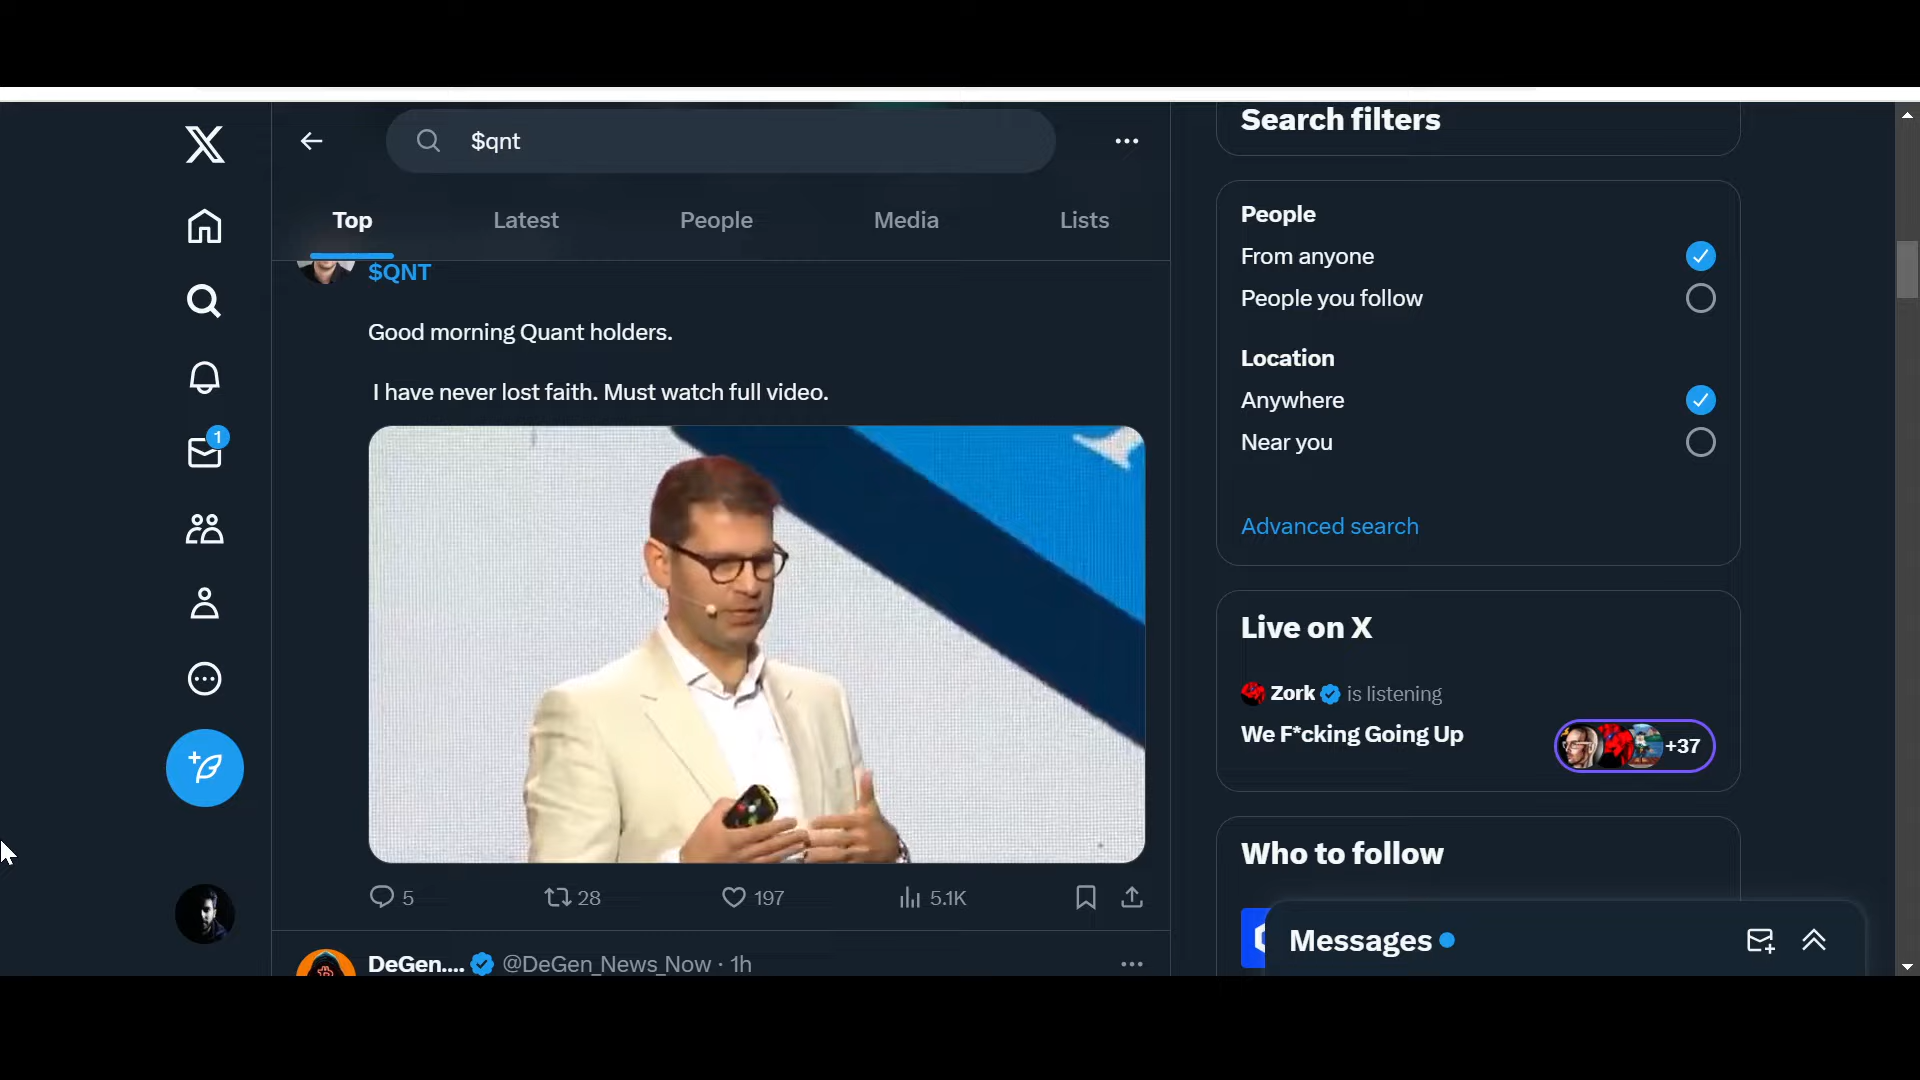 $qnt
Top
Latest
People
Media
Lists
$QNT
Good morning Quant holders.
I have never lost faith. Must watch full video.
5
28
197
5.1K
DeGen.... @DeGen_News_Now · 1h
Search filters
People
From anyone
People you follow
Location
Anywhere
Near you
Advanced search
Live on X
Zork is listening
We F*cking Going Up
+37
Who to follow
Messages
1